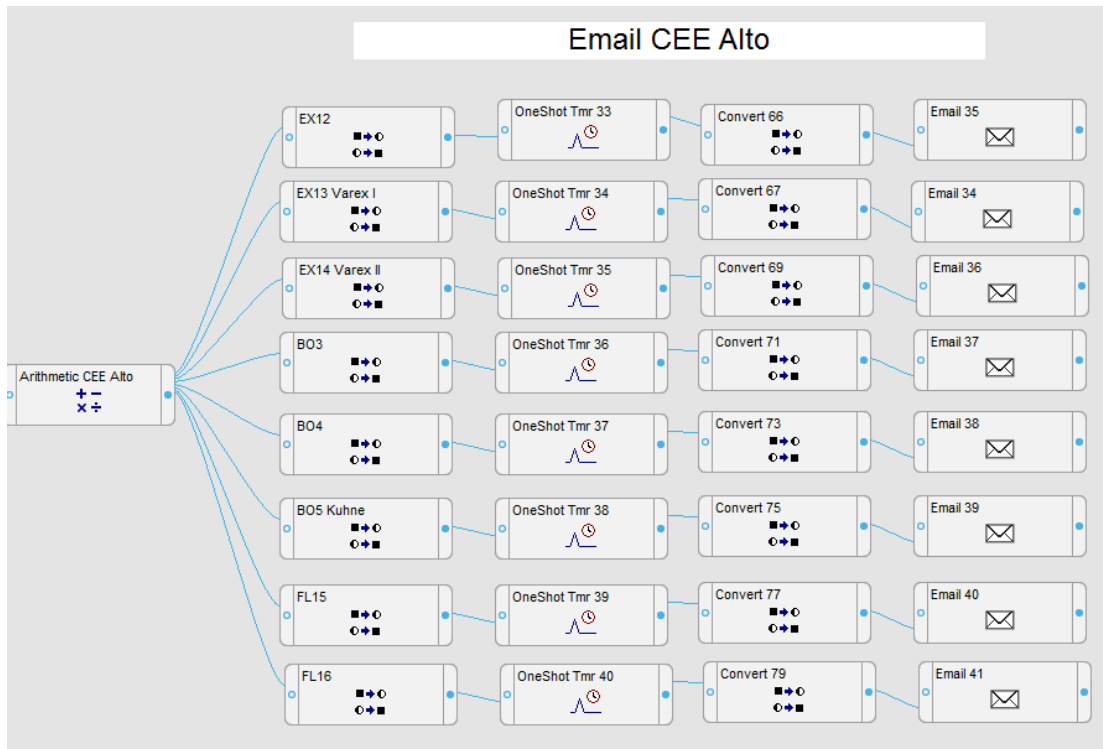 Email CEE Alto
EX12
OneShot Tmr 33
Convert 66
Email 35
EX13 Varex I
OneShot Tmr 34
Convert 67
Email 34
EX14 Varex II
OneShot Tmr 35
Convert 69
Email 36
BO3
OneShot Tmr 36
Convert 71
Email 37
Arithmetic CEE Alto
BO4
OneShot Tmr 37
Convert 73
Email 38
BO5 Kuhne
OneShot Tmr 38
Convert 75
Email 39
FL15
OneShot Tmr 39
Convert 77
Email 40
FL16
OneShot Tmr 40
Convert 79
Email 41